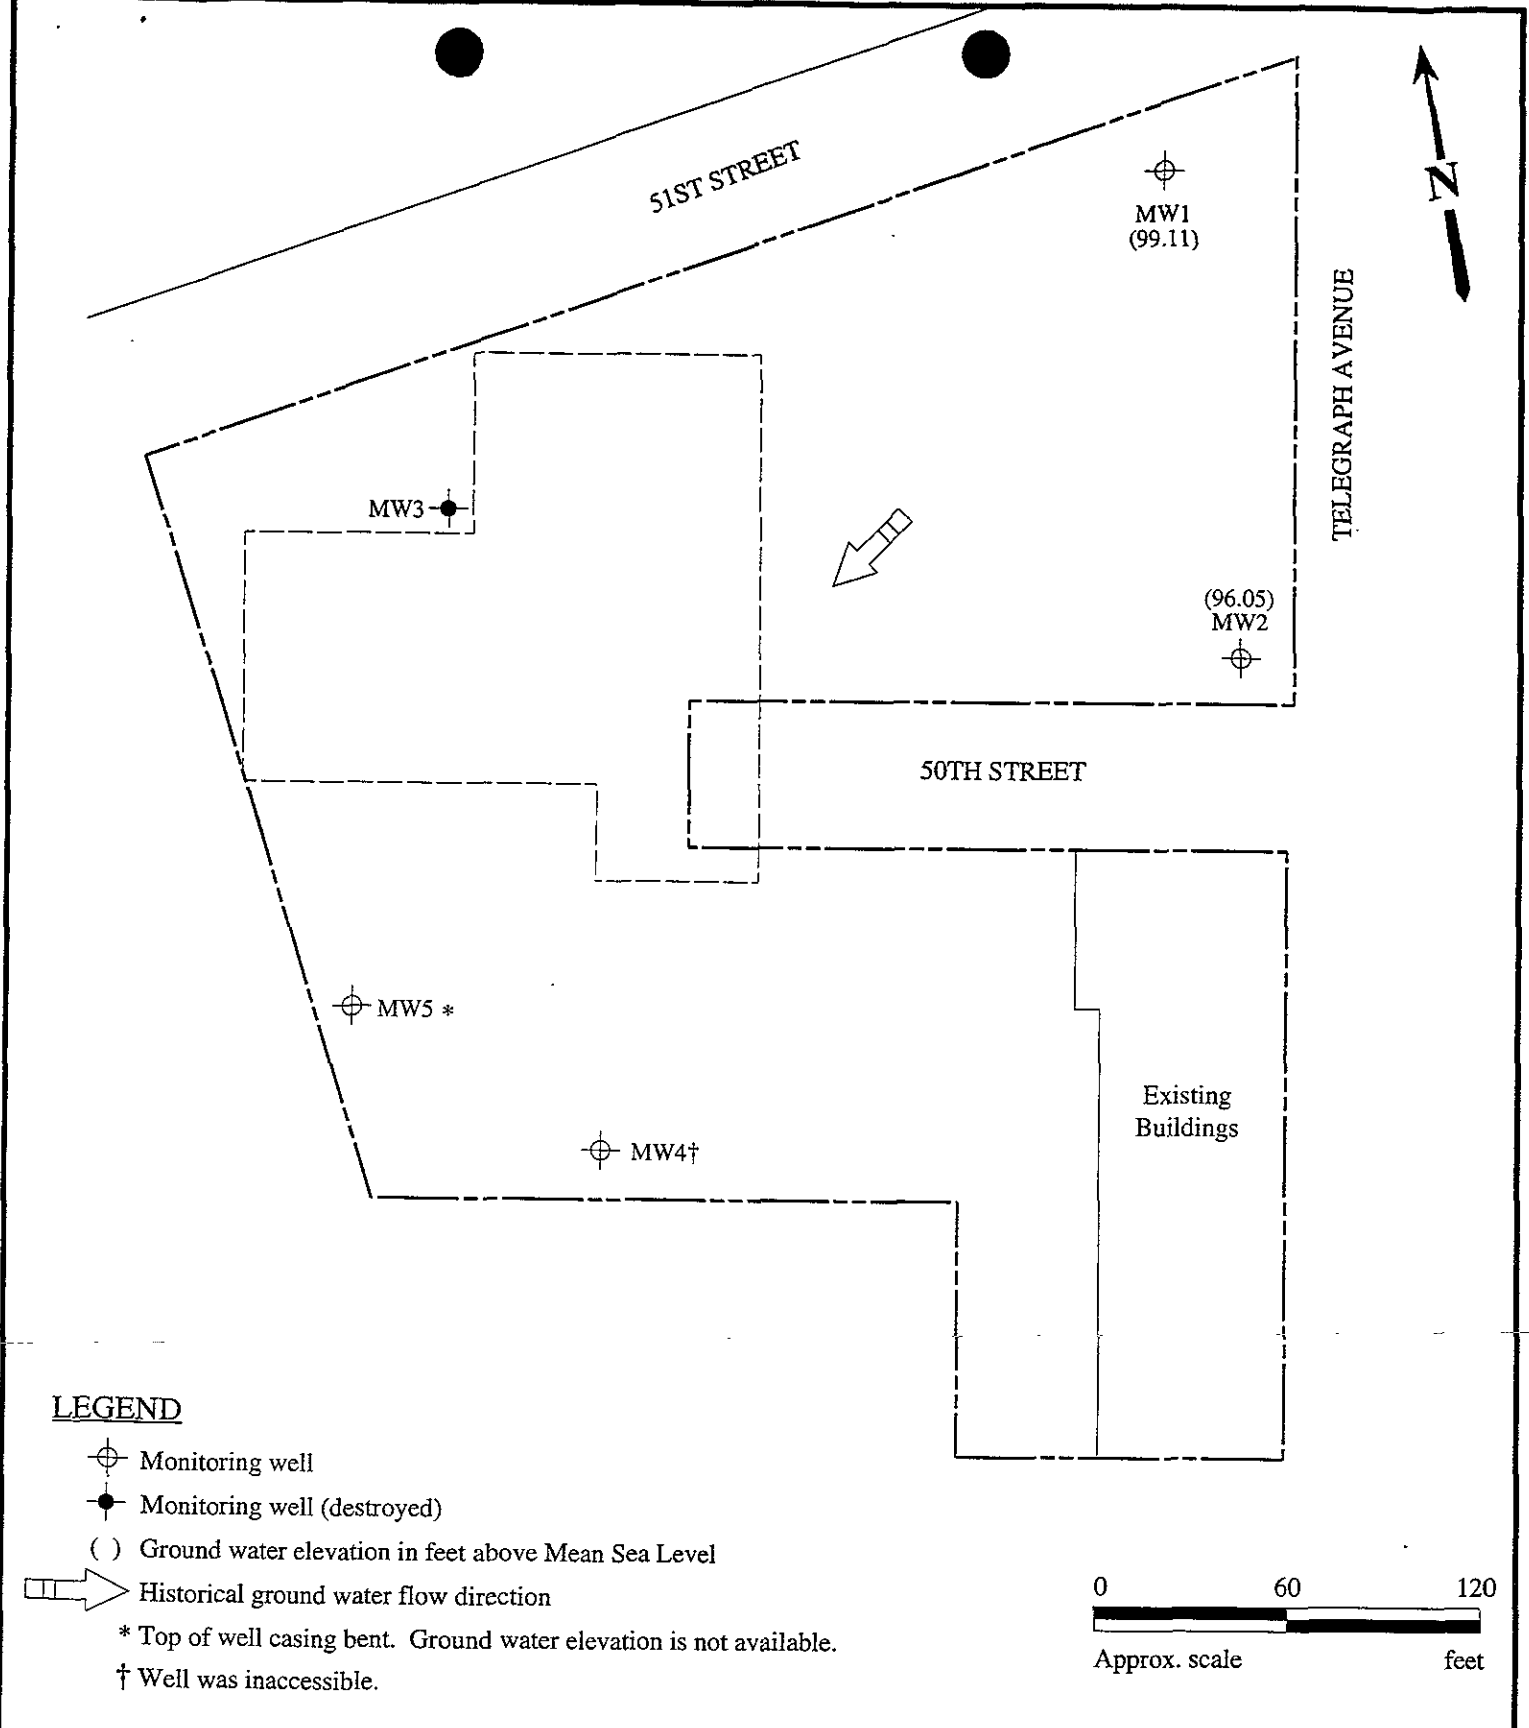 51ST STREET
N
MW1
(99.11)
TELEGRAPH AVENUE
MW3
(96.05)
MW2
50TH STREET
MW5 *
Existing
Buildings
MW4†
LEGEND
Monitoring well
Monitoring well (destroyed)
( ) Ground water elevation in feet above Mean Sea Level
Historical ground water flow direction
* Top of well casing bent. Ground water elevation is not available.
† Well was inaccessible.
0 60 120
Approx. scale feet